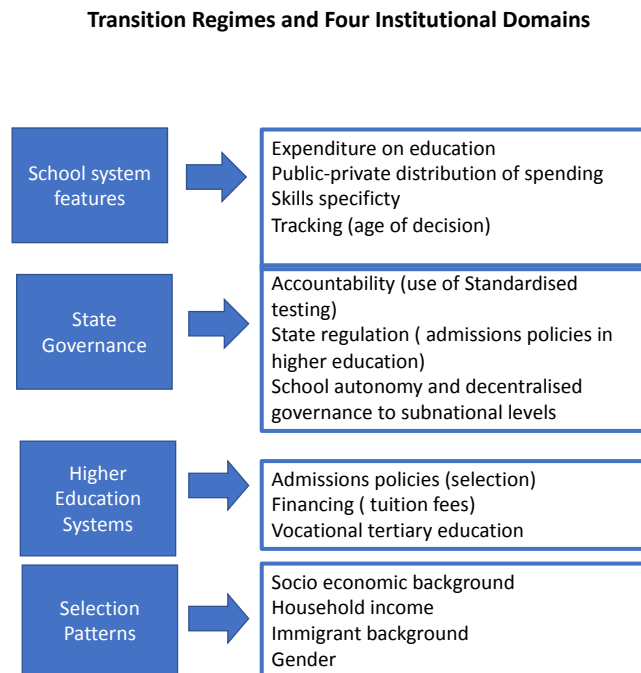 Transition Regimes and Four Institutional Domains
School system
features
Expenditure on education
Public-private distribution of spending
Skills specificty
Tracking (age of decision)
State
Governance
Accountability (use of Standardised
testing)
State regulation ( admissions policies in
higher education)
School autonomy and decentralised
governance to subnational levels
Higher
Education
Systems
Admissions policies (selection)
Financing ( tuition fees)
Vocational tertiary education
Selection
Patterns
Socio economic background
Household income
Immigrant background
Gender